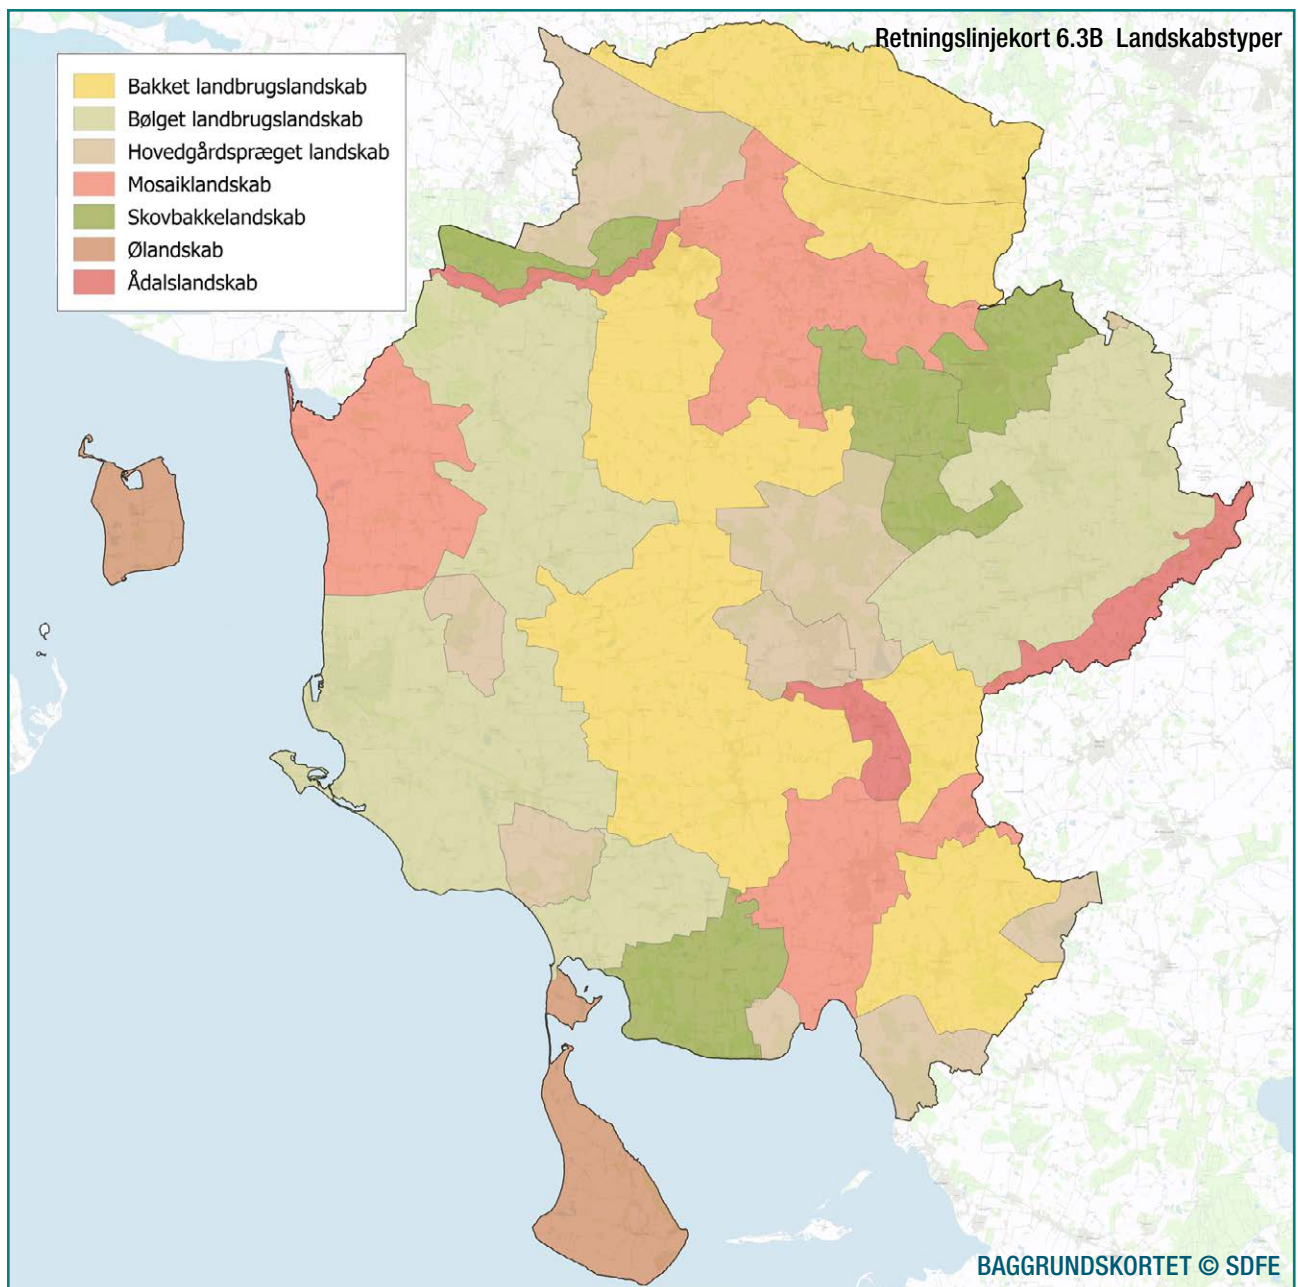 Retningslinjekort 6.3B Landskabstyper
Bakket landbrugslandskab
Bølget landbrugslandskab
Hovedgårdspræget landskab
Mosaiklandskab
Skovbakkelandskab
Ølandskab
Ådalslandskab
BAGGRUNDSKORTET © SDFE